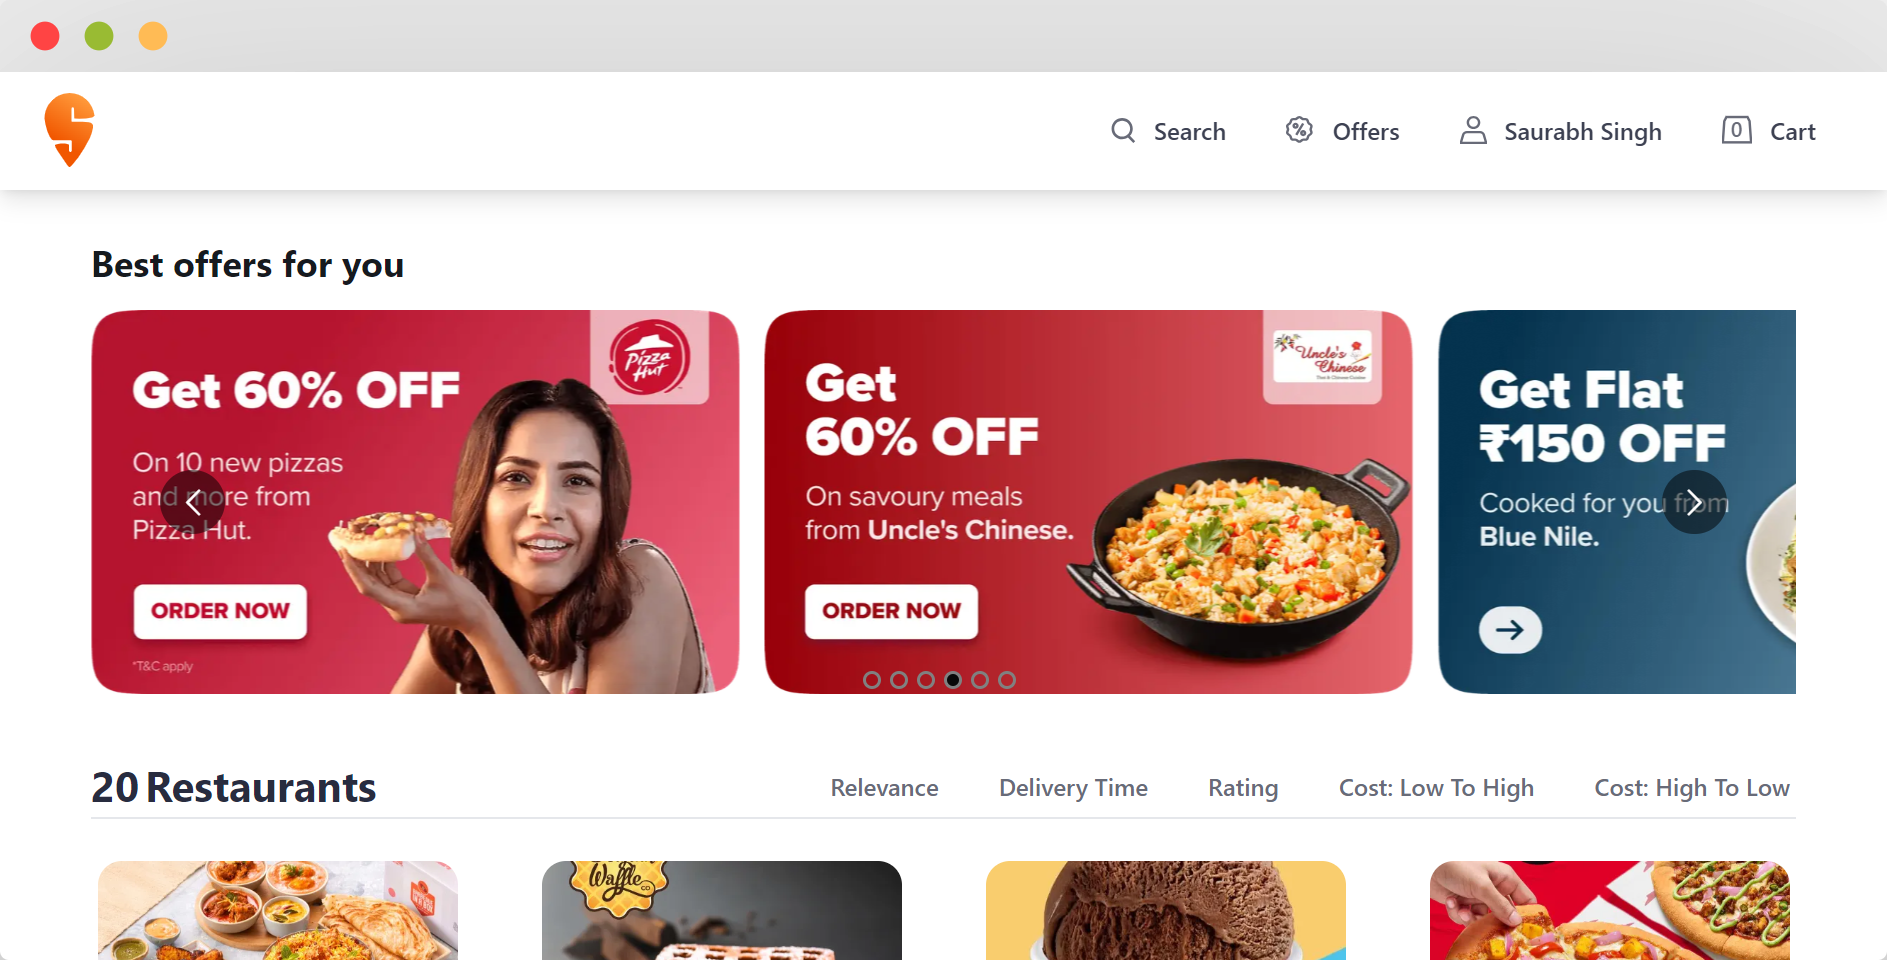 Search
Offers
Saurabh Singh
0
Cart
Best offers for you
Get 60% OFF
On 10 new pizzas
and more from
Pizza Hut.
ORDER NOW
*T&C apply
Pizza
Hut
Get
60% OFF
On savoury meals
from Uncle's Chinese.
ORDER NOW
Uncle's
Chinese
Get Flat
₹150 OFF
Cooked for you from
Blue Nile.
20 Restaurants
Relevance
Delivery Time
Rating
Cost: Low To High
Cost: High To Low
Waffle
CO